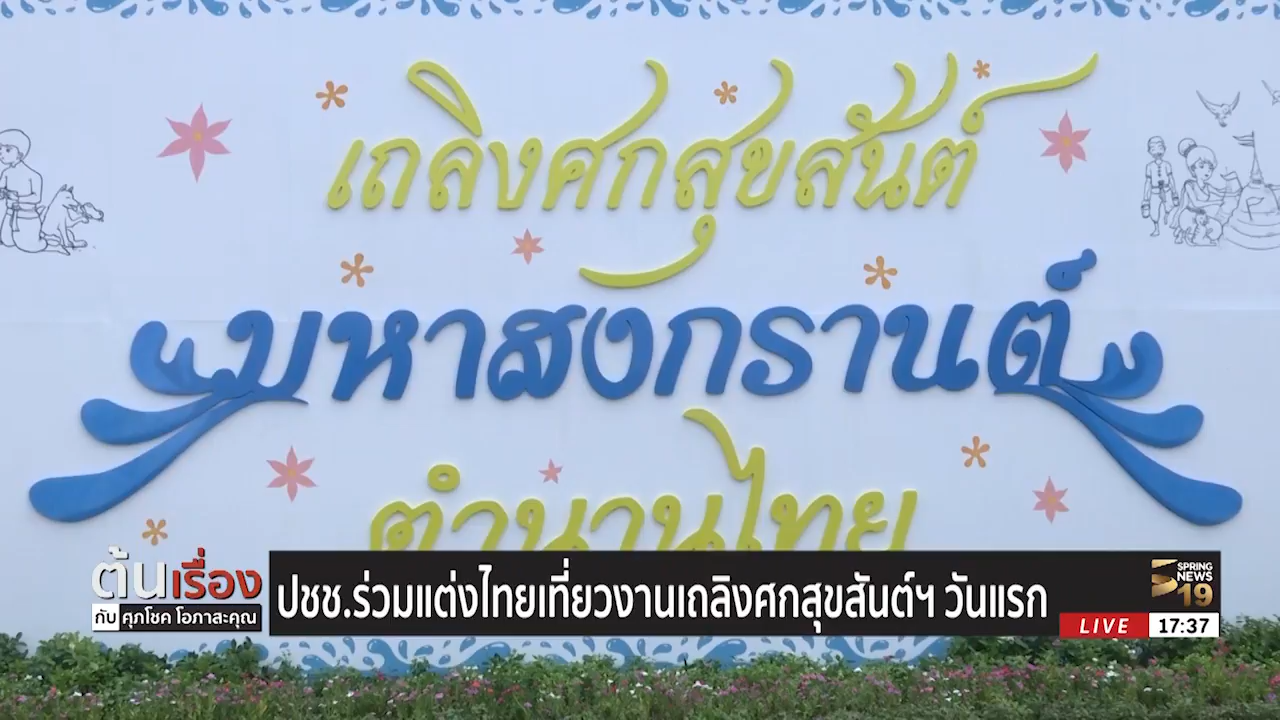 เถลิงศกสุขสันต์
มหาสงกรานต์
ตำนานไทย
ต้นเรื่อง
กับ ศุภโชค โอภาสะคุณ
ปชช.ร่วมแต่งไทยเที่ยวงานเถลิงศกสุขสันต์ฯ วันแรก
SPRING
NEWS
19
LIVE 17:37